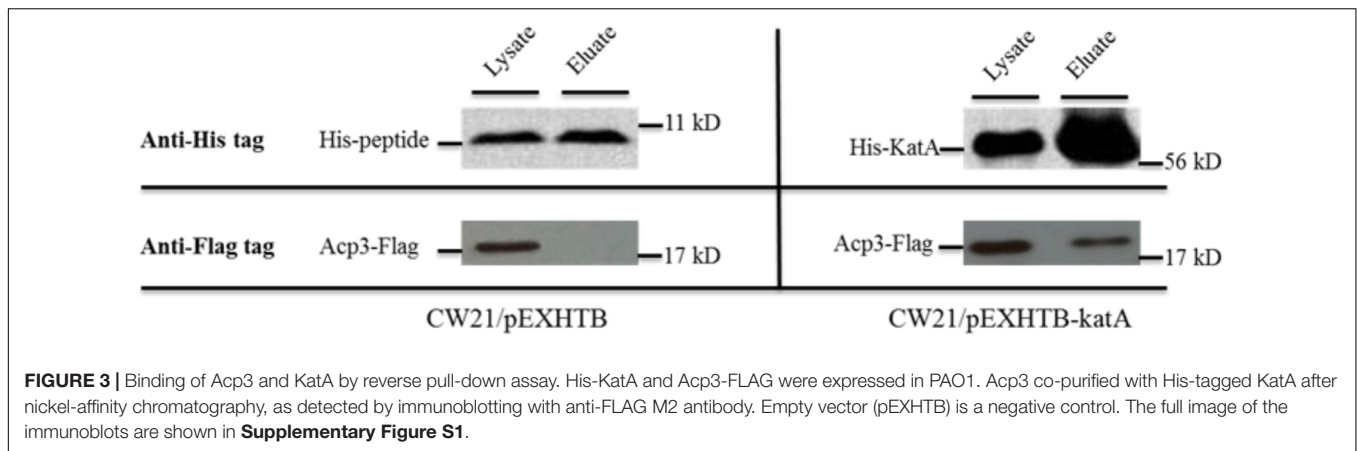 Lysate Eluate Lysate Eluate
Anti-His tag His-peptide 11 kD His-KatA 56 kD
Anti-Flag tag Acp3-Flag 17 kD Acp3-Flag 17 kD
CW21/pEXHTB CW21/pEXHTB-katA
FIGURE 3 | Binding of Acp3 and KatA by reverse pull-down assay. His-KatA and Acp3-FLAG were expressed in PAO1. Acp3 co-purified with His-tagged KatA after
nickel-affinity chromatography, as detected by immunoblotting with anti-FLAG M2 antibody. Empty vector (pEXHTB) is a negative control. The full image of the
immunoblots are shown in Supplementary Figure S1.